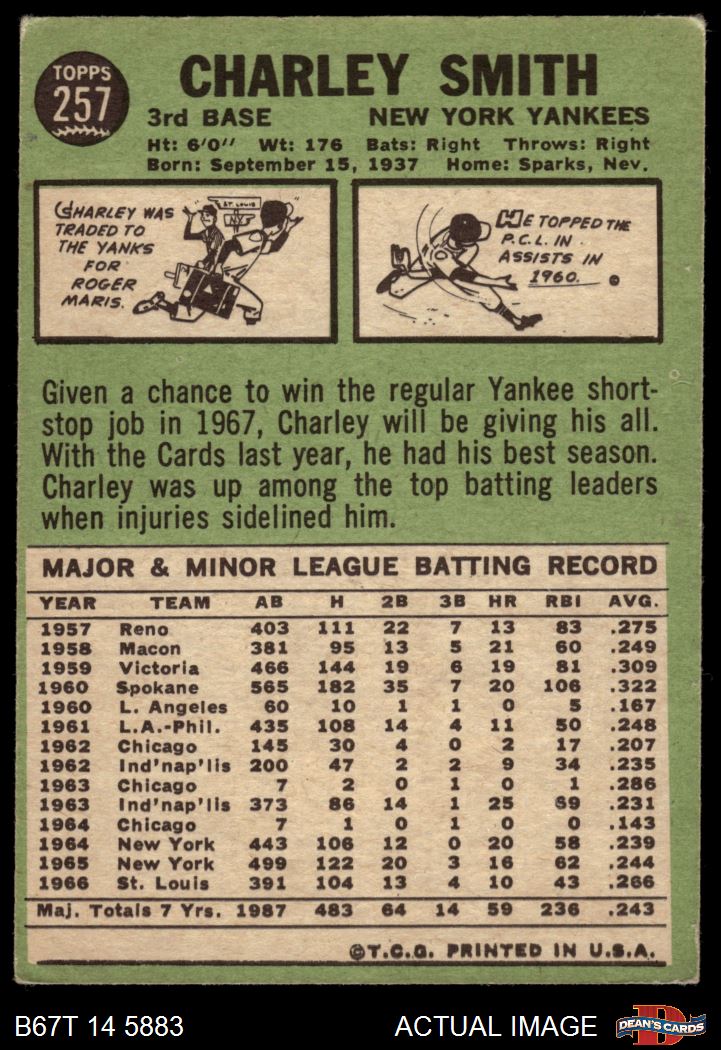 TOPPS
257
CHARLEY SMITH
3rd BASE NEW YORK YANKEES
Ht: 6'0" Wt: 176 Bats: Right Throws: Right
Born: September 15, 1937 Home: Sparks, Nev.
CHARLEY WAS
TRADED TO
THE YANKS
FOR
ROGER
MARIS.
ST. LOUIS
NY
HE TOPPED THE
P.C.L. IN
ASSISTS IN
1960.
Given a chance to win the regular Yankee short-
stop job in 1967, Charley will be giving his all.
With the Cards last year, he had his best season.
Charley was up among the top batting leaders
when injuries sidelined him.
MAJOR & MINOR LEAGUE BATTING RECORD
YEAR TEAM AB H 2B 3B HR RBI AVG.
1957 Reno 403 111 22 7 13 83 .275
1958 Macon 381 95 13 5 21 60 .249
1959 Victoria 466 144 19 6 19 81 .309
1960 Spokane 565 182 35 7 20 106 .322
1960 L. Angeles 60 10 1 1 0 5 .167
1961 L.A.-Phil. 435 108 14 4 11 50 .248
1962 Chicago 145 30 4 0 2 17 .207
1962 Ind'nap'lis 200 47 2 2 9 34 .235
1963 Chicago 7 2 0 1 0 1 .286
1963 Ind'nap'lis 373 86 14 1 25 69 .231
1964 Chicago 7 1 0 1 0 0 .143
1964 New York 443 106 12 0 20 58 .239
1965 New York 499 122 20 3 16 62 .244
1966 St. Louis 391 104 13 4 10 43 .266
Maj. Totals 7 Yrs. 1987 483 64 14 59 236 .243
©T.C.G. PRINTED IN U.S.A.
B67T 14 5883 ACTUAL IMAGE
DEAN'S CARDS